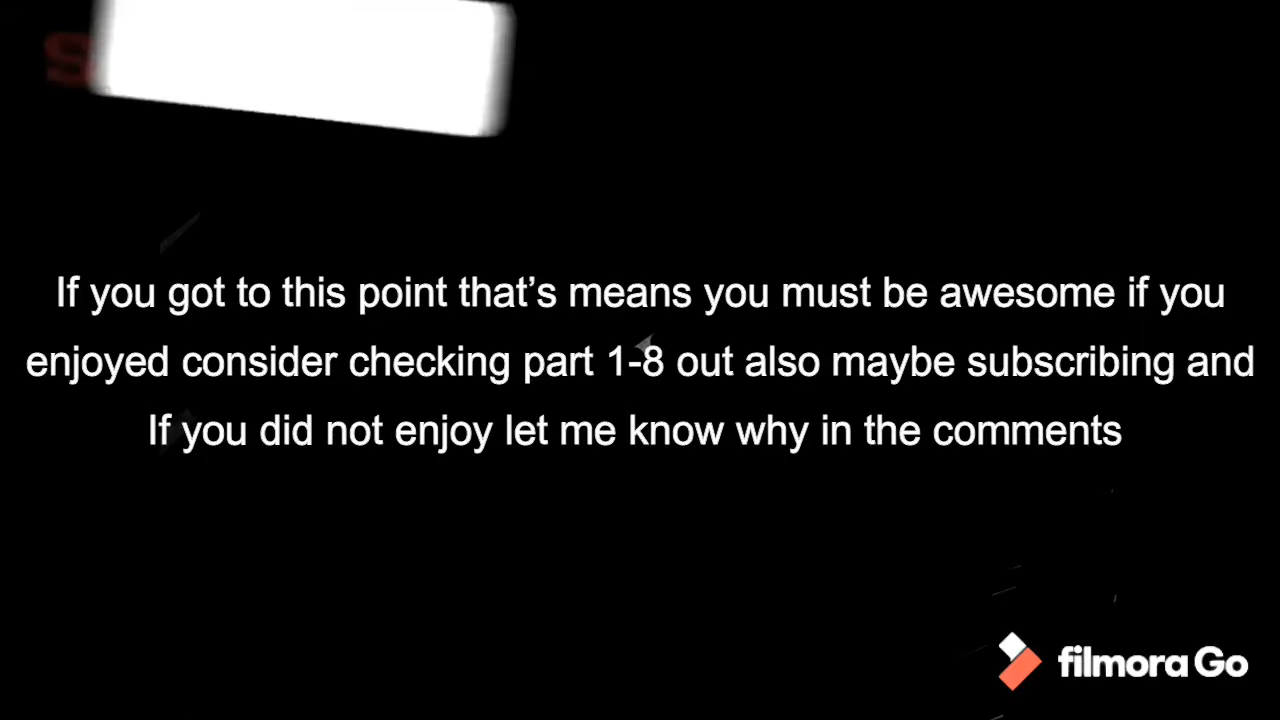 S
If you got to this point that’s means you must be awesome if you
enjoyed consider checking part 1-8 out also maybe subscribing and
If you did not enjoy let me know why in the comments
filmora Go